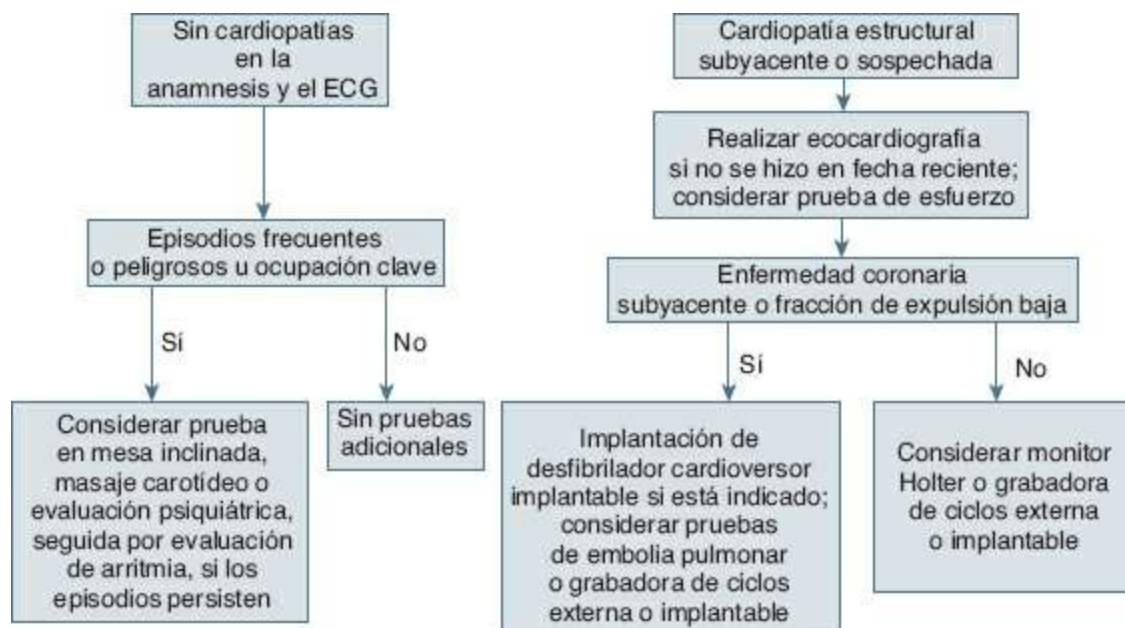 Sin cardiopatías
en la
anamnesis y el ECG
Episodios frecuentes
o peligrosos u ocupación clave
Sí
No
Considerar prueba
en mesa inclinada,
masaje carotídeo o
evaluación psiquiátrica,
seguida por evaluación
de arritmia, si los
episodios persisten
Sin pruebas
adicionales
Cardiopatía estructural
subyacente o sospechada
Realizar ecocardiografía
si no se hizo en fecha reciente;
considerar prueba de esfuerzo
Enfermedad coronaria
subyacente o fracción de expulsión baja
Sí
No
Implantación de
desfibrilador cardioversor
implantable si está indicado;
considerar pruebas
de embolia pulmonar
o grabadora de ciclos
externa o implantable
Considerar monitor
Holter o grabadora
de ciclos externa
o implantable